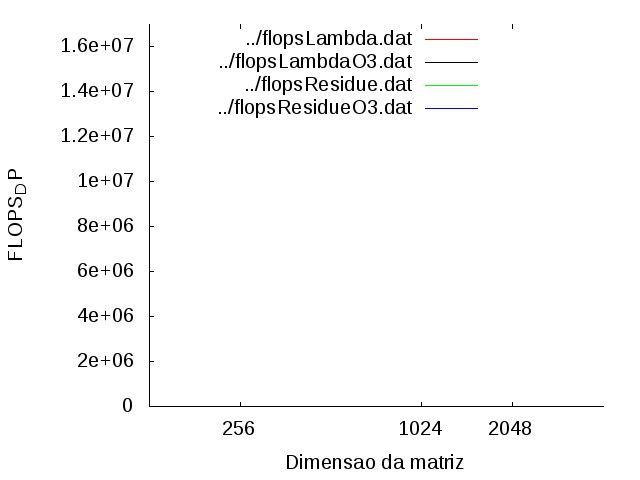 ../flopsLambda.dat
../flopsLambdaO3.dat
../flopsResidue.dat
../flopsResidueO3.dat
1.6e+07
1.4e+07
1.2e+07
1e+07
8e+06
6e+06
4e+06
2e+06
0
FLOPS_DP
256 1024 2048
Dimensao da matriz